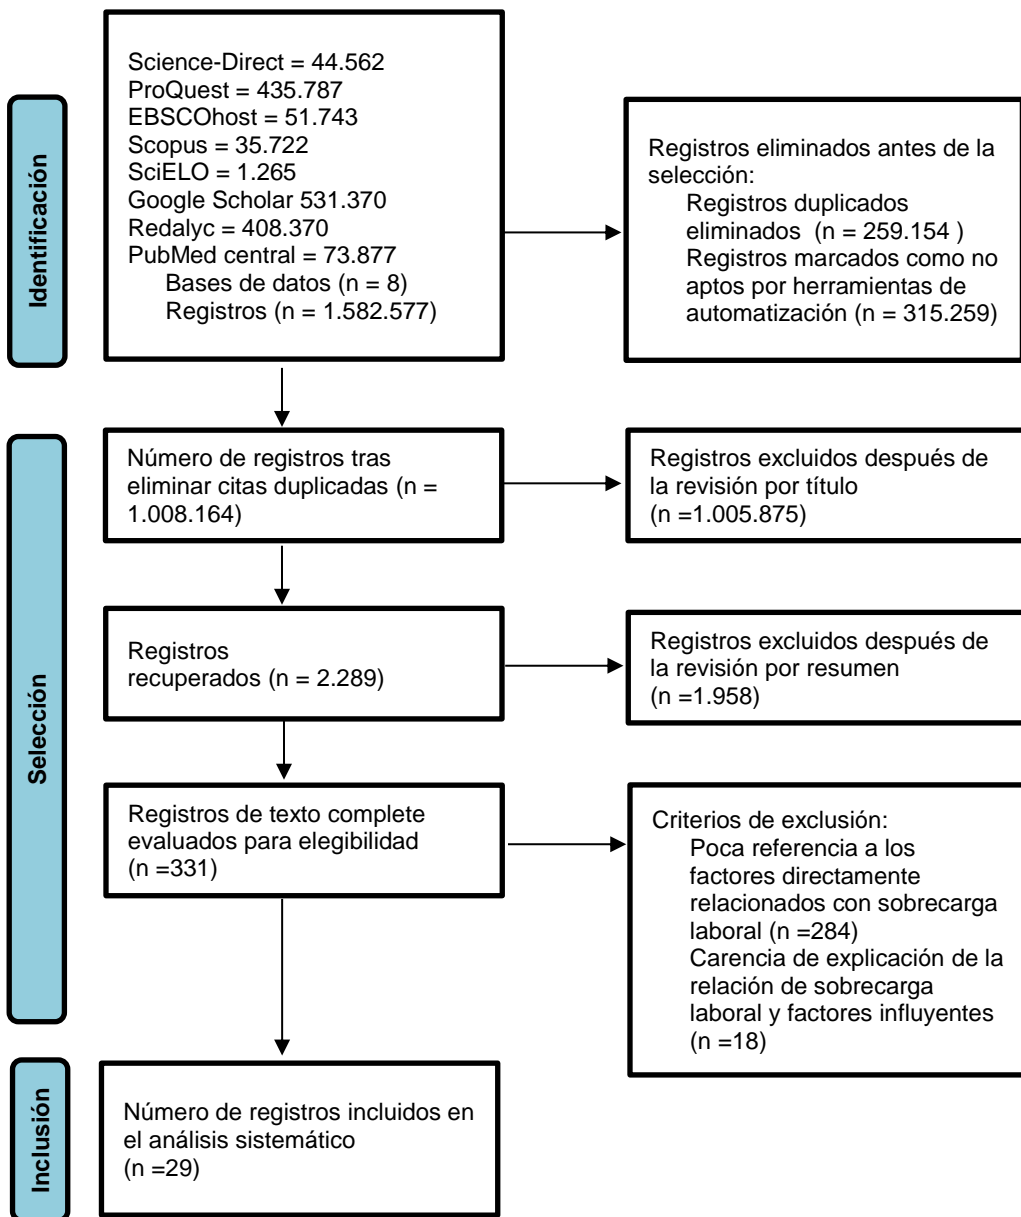 Identificación
Science-Direct = 44.562
ProQuest = 435.787
EBSCOhost = 51.743
Scopus = 35.722
SciELO = 1.265
Google Scholar 531.370
Redalyc = 408.370
PubMed central = 73.877
Bases de datos (n = 8)
Registros (n = 1.582.577)
Registros eliminados antes de la
selección:
Registros duplicados
eliminados (n = 259.154 )
Registros marcados como no
aptos por herramientas de
automatización (n = 315.259)
Selección
Número de registros tras
eliminar citas duplicadas (n =
1.008.164)
Registros excluidos después de
la revisión por título
(n =1.005.875)
Registros
recuperados (n = 2.289)
Registros excluidos después de
la revisión por resumen
(n =1.958)
Registros de texto complete
evaluados para elegibilidad
(n =331)
Criterios de exclusión:
Poca referencia a los
factores directamente
relacionados con sobrecarga
laboral (n =284)
Carencia de explicación de la
relación de sobrecarga
laboral y factores influyentes
(n =18)
Inclusión
Número de registros incluidos en
el análisis sistemático
(n =29)